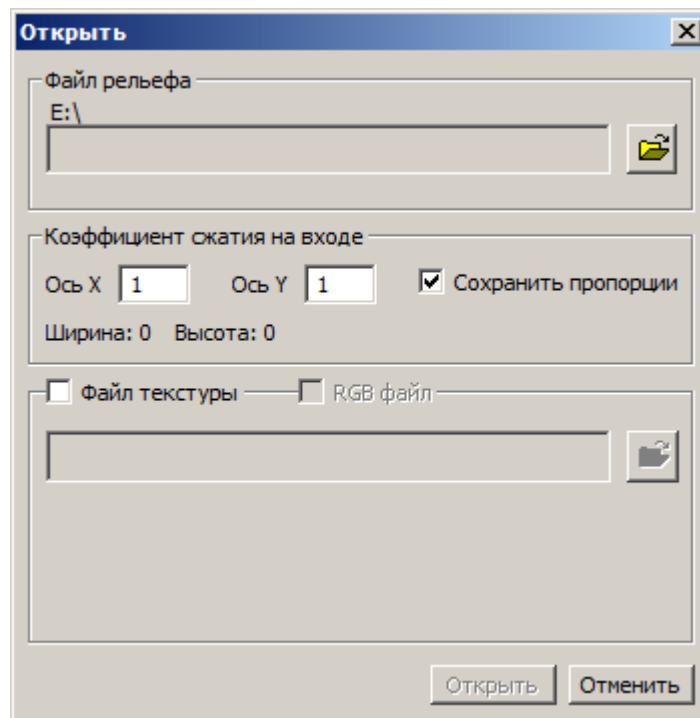 Открыть
Файл рельефа
E:\
Коэффициент сжатия на входе
Ось X 1 Ось Y 1 Сохранить пропорции
Ширина: 0 Высота: 0
Файл текстуры RGB файл
Открыть Отменить